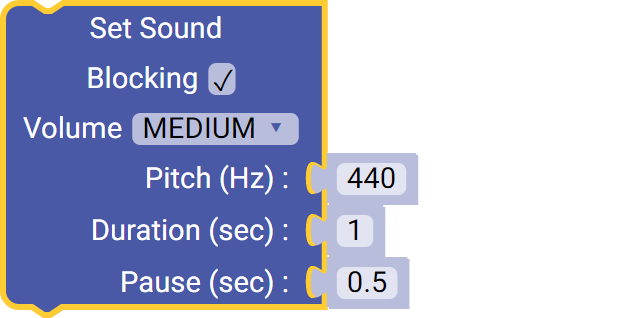 Set Sound
Blocking ✓
Volume MEDIUM ▼
Pitch (Hz) : 440
Duration (sec) : 1
Pause (sec) : 0.5